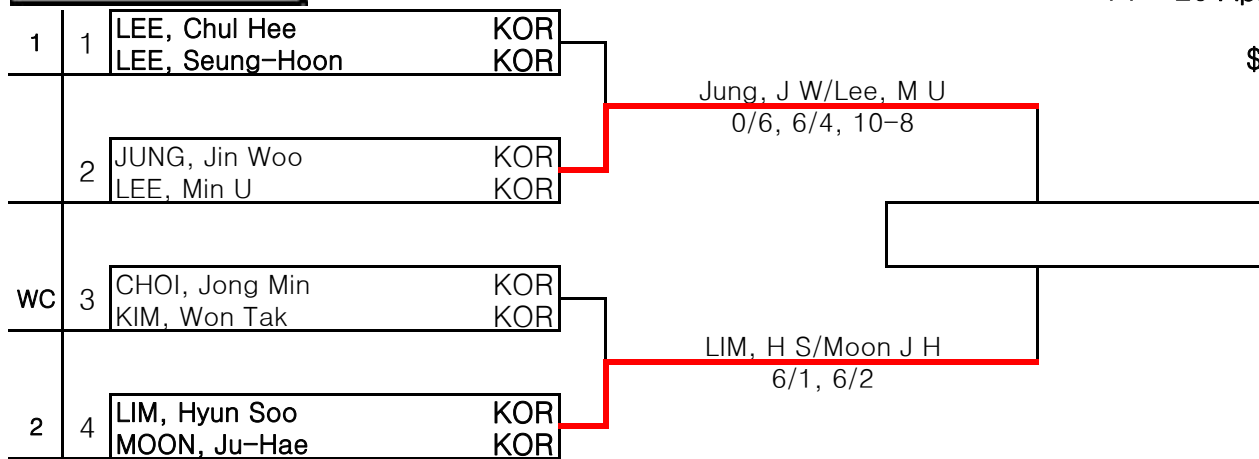 1 1 LEE, Chul Hee KOR
LEE, Seung-Hoon KOR
$
Jung, J W/Lee, M U
0/6, 6/4, 10-8
2 JUNG, Jin Woo KOR
LEE, Min U KOR
WC 3 CHOI, Jong Min KOR
KIM, Won Tak KOR
LIM, H S/Moon J H
6/1, 6/2
2 4 LIM, Hyun Soo KOR
MOON, Ju-Hae KOR